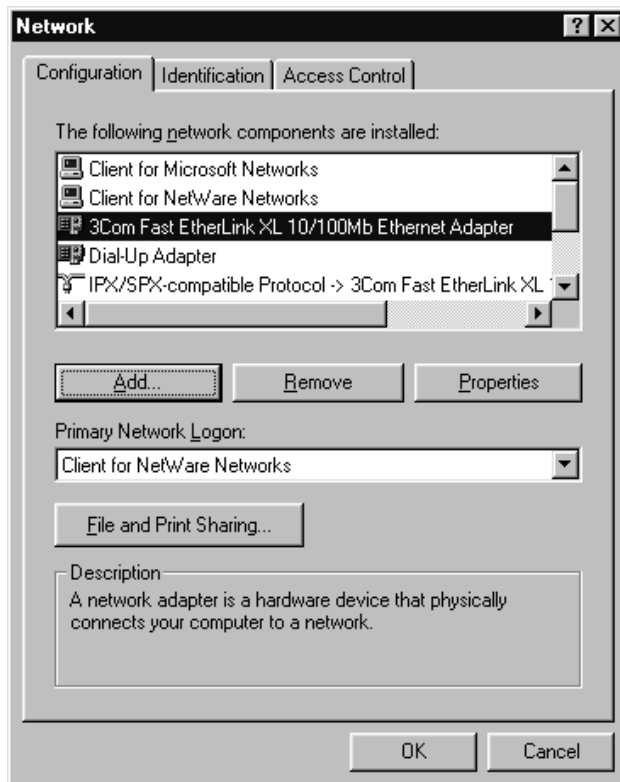 Network
Configuration Identification Access Control
The following network components are installed:
Client for Microsoft Networks
Client for NetWare Networks
3Com Fast EtherLink XL 10/100Mb Ethernet Adapter
Dial-Up Adapter
IPX/SPX-compatible Protocol -> 3Com Fast EtherLink XL
Add... Remove Properties
Primary Network Logon:
Client for NetWare Networks
File and Print Sharing...
Description
A network adapter is a hardware device that physically
connects your computer to a network.
OK Cancel